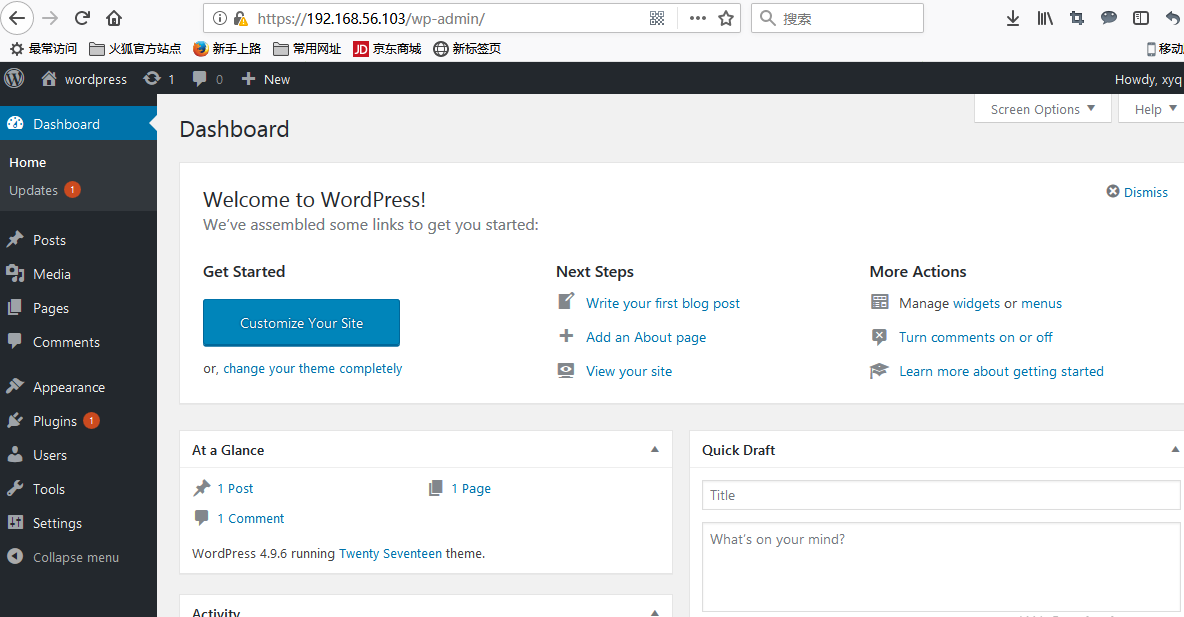 https://192.168.56.103/wp-admin/
搜索
最常访问 火狐官方站点 新手上路 常用网址 JD 京东商城 新标签页 移动
wordpress 1 0 New Howdy, xyq
Screen Options Help
Dashboard
Dashboard
Home
Updates 1
Posts
Media
Pages
Comments
Appearance
Plugins 1
Users
Tools
Settings
Collapse menu
Welcome to WordPress!
Dismiss
We've assembled some links to get you started:
Get Started
Customize Your Site
or, change your theme completely
Next Steps
Write your first blog post
Add an About page
View your site
More Actions
Manage widgets or menus
Turn comments on or off
Learn more about getting started
At a Glance
1 Post 1 Page
1 Comment
WordPress 4.9.6 running Twenty Seventeen theme.
Activity
Quick Draft
Title
What's on your mind?